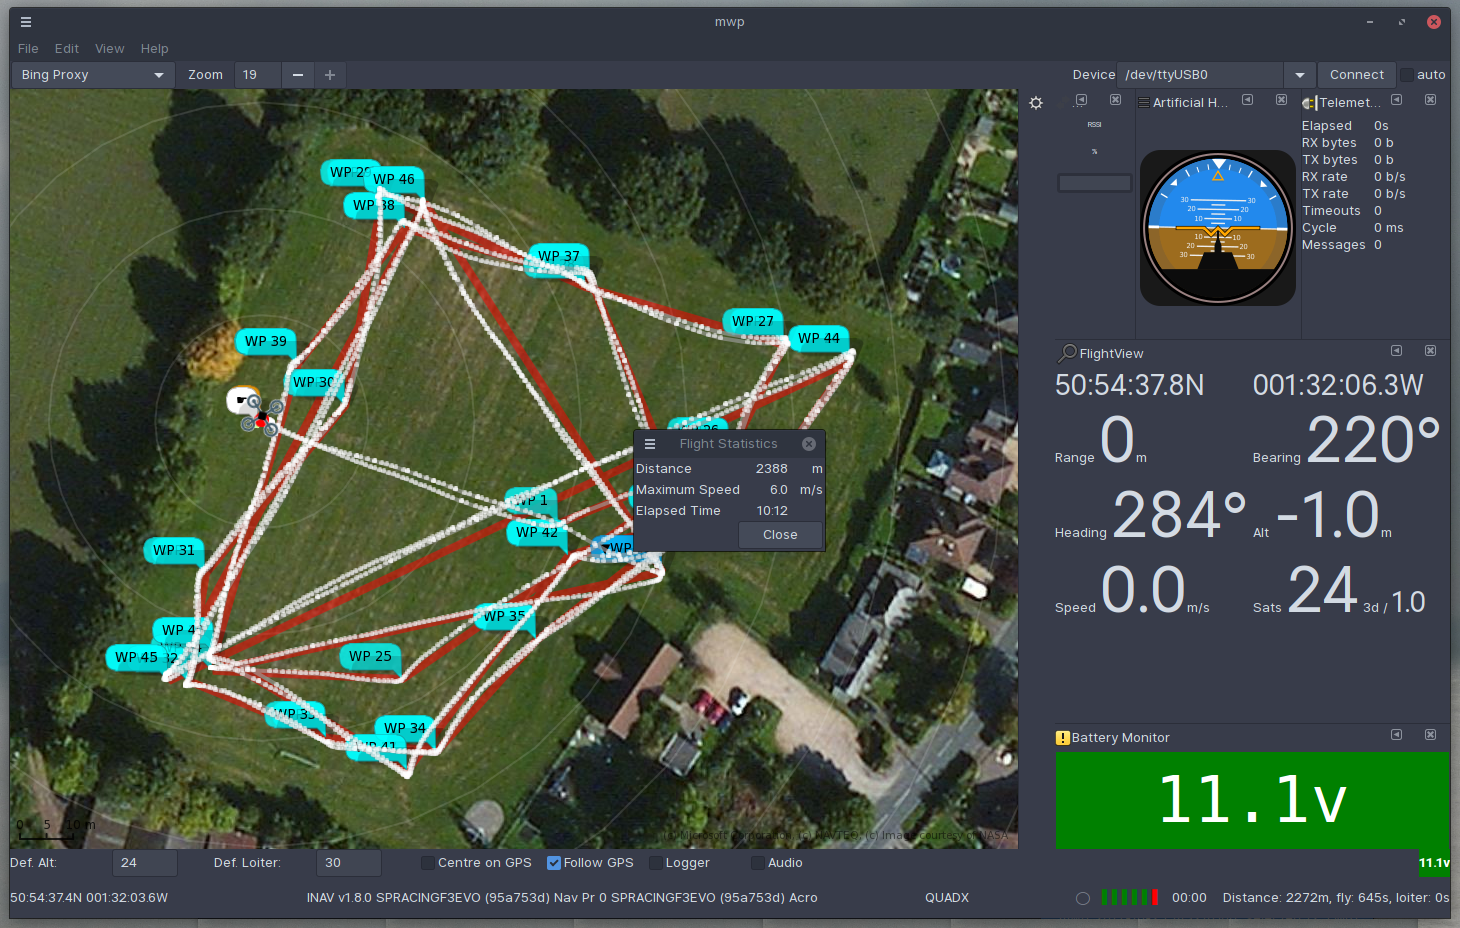 mwp
File Edit View Help
Bing Proxy Zoom 19 − + Device /dev/ttyUSB0 Connect auto
Artificial H... Telemet...
RSSI
%
Elapsed 0s
RX bytes 0 b
TX bytes 0 b
RX rate 0 b/s
TX rate 0 b/s
Timeouts 0
Cycle 0 ms
Messages 0
30 30
20 20
10 10
10 10
20 20
30 30
WP 46
WP 38
WP 37
WP 27
WP 44
WP 39
WP 30
WP 1
WP 42
WP
WP 31
WP 35
WP 25
WP 45
WP 33
WP 34
WP 41
Flight Statistics
Distance 2388 m
Maximum Speed 6.0 m/s
Elapsed Time 10:12
Close
FlightView
50:54:37.8N 001:32:06.3W
Range 0 m Bearing 220°
Heading 284° Alt -1.0 m
Speed 0.0 m/s Sats 24 3d / 1.0
Battery Monitor
11.1v
11.1v
0 5 10 m
(c) Microsoft Corporation, (c) NAVTEQ, (c) Image courtesy of NASA
Def. Alt: 24 Def. Loiter: 30 Centre on GPS Follow GPS Logger Audio
50:54:37.4N 001:32:03.6W INAV v1.8.0 SPRACINGF3EVO (95a753d) Nav Pr 0 SPRACINGF3EVO (95a753d) Acro QUADX 00:00 Distance: 2272m, fly: 645s, loiter: 0s